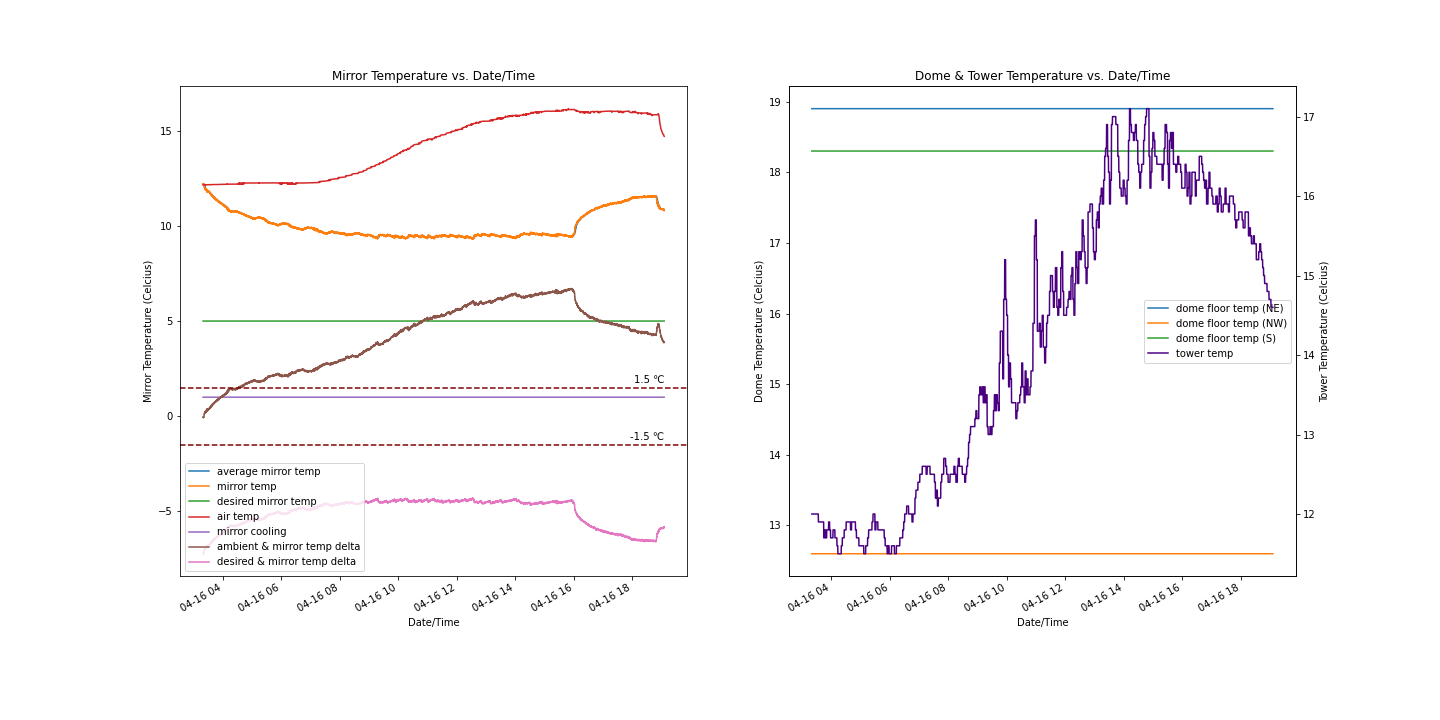 Mirror Temperature vs. Date/Time
Mirror Temperature (Celcius)
15
10
5
0
−5
1.5 °C
-1.5 °C
average mirror temp
mirror temp
desired mirror temp
air temp
mirror cooling
ambient & mirror temp delta
desired & mirror temp delta
04-16 04
04-16 06
04-16 08
04-16 10
04-16 12
04-16 14
04-16 16
04-16 18
Date/Time
Dome & Tower Temperature vs. Date/Time
Dome Temperature (Celcius)
19
18
17
16
15
14
13
dome floor temp (NE)
dome floor temp (NW)
dome floor temp (S)
tower temp
17
16
15
14
13
12
Tower Temperature (Celcius)
04-16 04
04-16 06
04-16 08
04-16 10
04-16 12
04-16 14
04-16 16
04-16 18
Date/Time